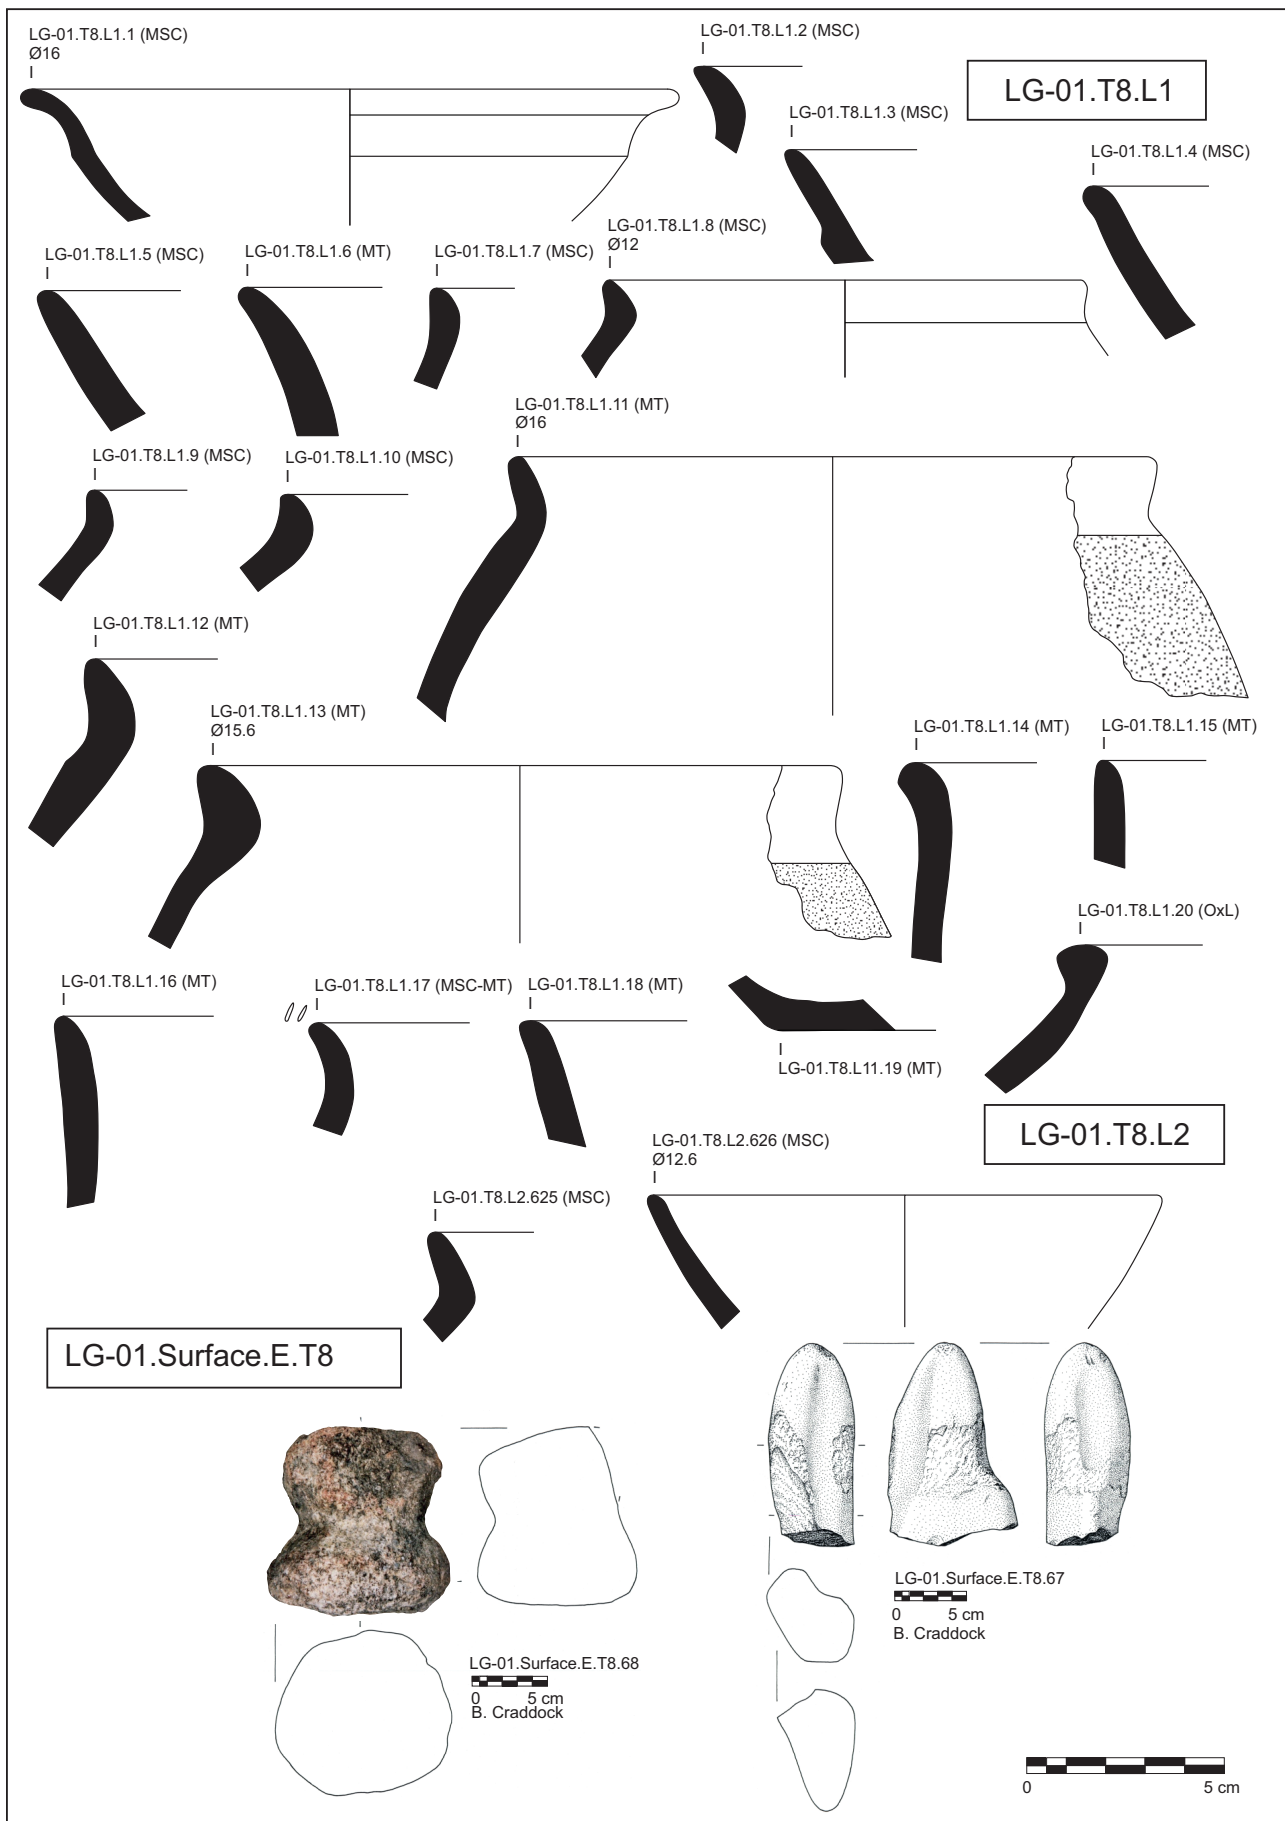 LG-01.T8.L1.1 (MSC)
Ø16
LG-01.T8.L1.2 (MSC)
LG-01.T8.L1
LG-01.T8.L1.3 (MSC)
LG-01.T8.L1.4 (MSC)
LG-01.T8.L1.5 (MSC)
LG-01.T8.L1.6 (MT)
LG-01.T8.L1.7 (MSC)
LG-01.T8.L1.8 (MSC)
Ø12
LG-01.T8.L1.9 (MSC)
LG-01.T8.L1.10 (MSC)
LG-01.T8.L1.11 (MT)
Ø16
LG-01.T8.L1.12 (MT)
LG-01.T8.L1.13 (MT)
Ø15.6
LG-01.T8.L1.14 (MT)
LG-01.T8.L1.15 (MT)
LG-01.T8.L1.16 (MT)
LG-01.T8.L1.17 (MSC-MT)
LG-01.T8.L1.18 (MT)
LG-01.T8.L11.19 (MT)
LG-01.T8.L1.20 (OxL)
LG-01.T8.L2
LG-01.T8.L2.625 (MSC)
LG-01.T8.L2.626 (MSC)
Ø12.6
LG-01.Surface.E.T8
LG-01.Surface.E.T8.67
0 5 cm
B. Craddock
LG-01.Surface.E.T8.68
0 5 cm
B. Craddock
0 5 cm